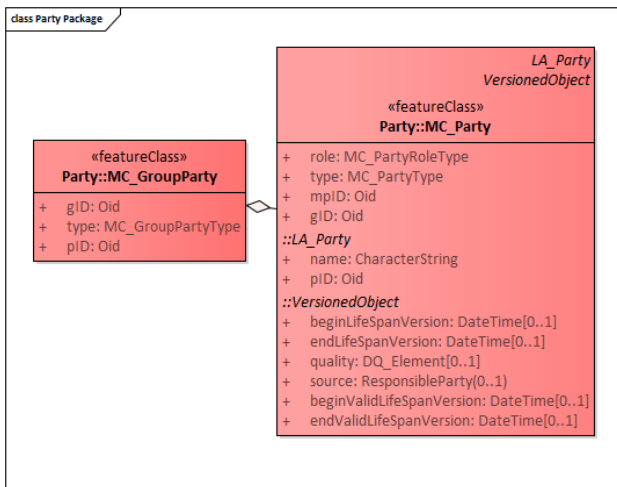 class Party Package
«featureClass»
Party::MC_GroupParty
+ gID: Oid
+ type: MC_GroupPartyType
+ pID: Oid
LA_Party
VersionedObject
«featureClass»
Party::MC_Party
+ role: MC_PartyRoleType
+ type: MC_PartyType
+ mpID: Oid
+ gID: Oid
::LA_Party
+ name: CharacterString
+ pID: Oid
::VersionedObject
+ beginLifeSpanVersion: DateTime[0..1]
+ endLifeSpanVersion: DateTime[0..1]
+ quality: DQ_Element[0..1]
+ source: ResponsibleParty(0..1)
+ beginValidLifeSpanVersion: DateTime[0..1]
+ endValidLifeSpanVersion: DateTime[0..1]